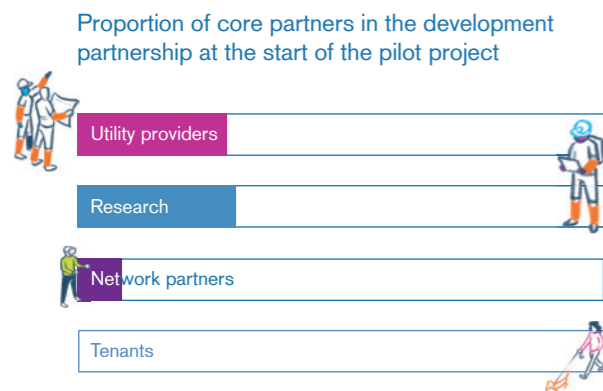 Proportion of core partners in the development
partnership at the start of the pilot project
Utility providers
Research
Network partners
Tenants